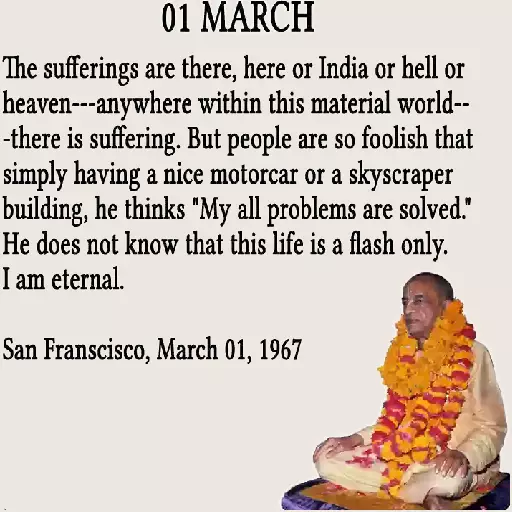 01 MARCH
The sufferings are there, here or India or hell or
heaven---anywhere within this material world--
-there is suffering. But people are so foolish that
simply having a nice motorcar or a skyscraper
building, he thinks "My all problems are solved."
He does not know that this life is a flash only.
I am eternal.
San Franscisco, March 01, 1967